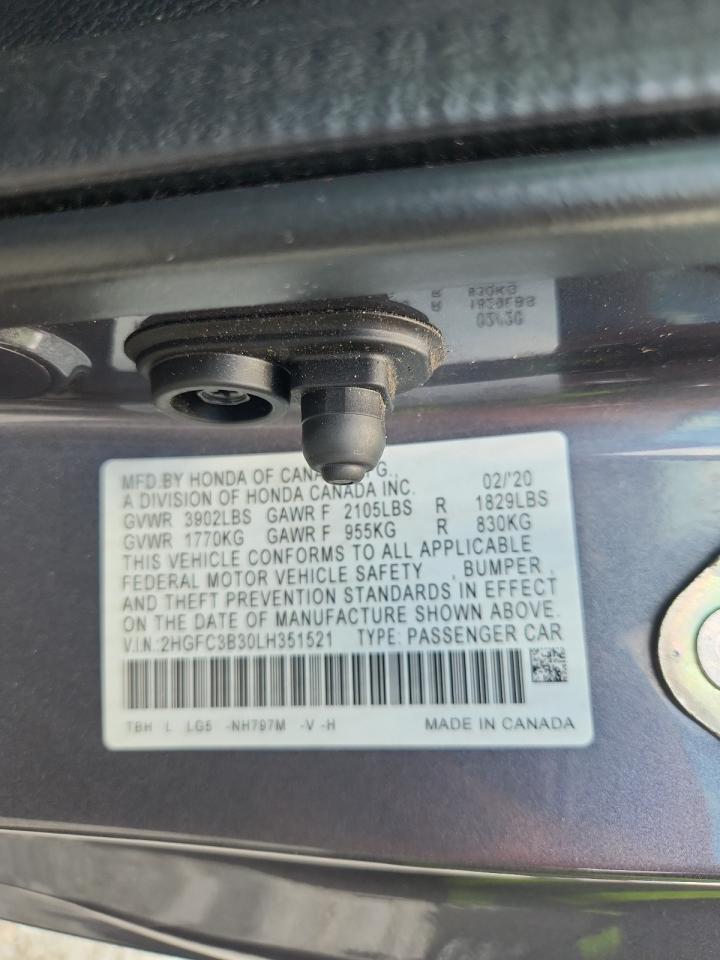 MFD.BY HONDA OF CANA FG., 02/'20
A DIVISION OF HONDA CANADA INC.
GVWR 3902LBS GAWR F 2105LBS R 1829LBS
GVWR 1770KG GAWR F 955KG R 830KG
THIS VEHICLE CONFORMS TO ALL APPLICABLE
FEDERAL MOTOR VEHICLE SAFETY , BUMPER ,
AND THEFT PREVENTION STANDARDS IN EFFECT
ON THE DATE OF MANUFACTURE SHOWN ABOVE.
V.I.N.:2HGFC3B30LH351521 TYPE: PASSENGER CAR
TBH L LG5 -NH797M -V -H MADE IN CANADA